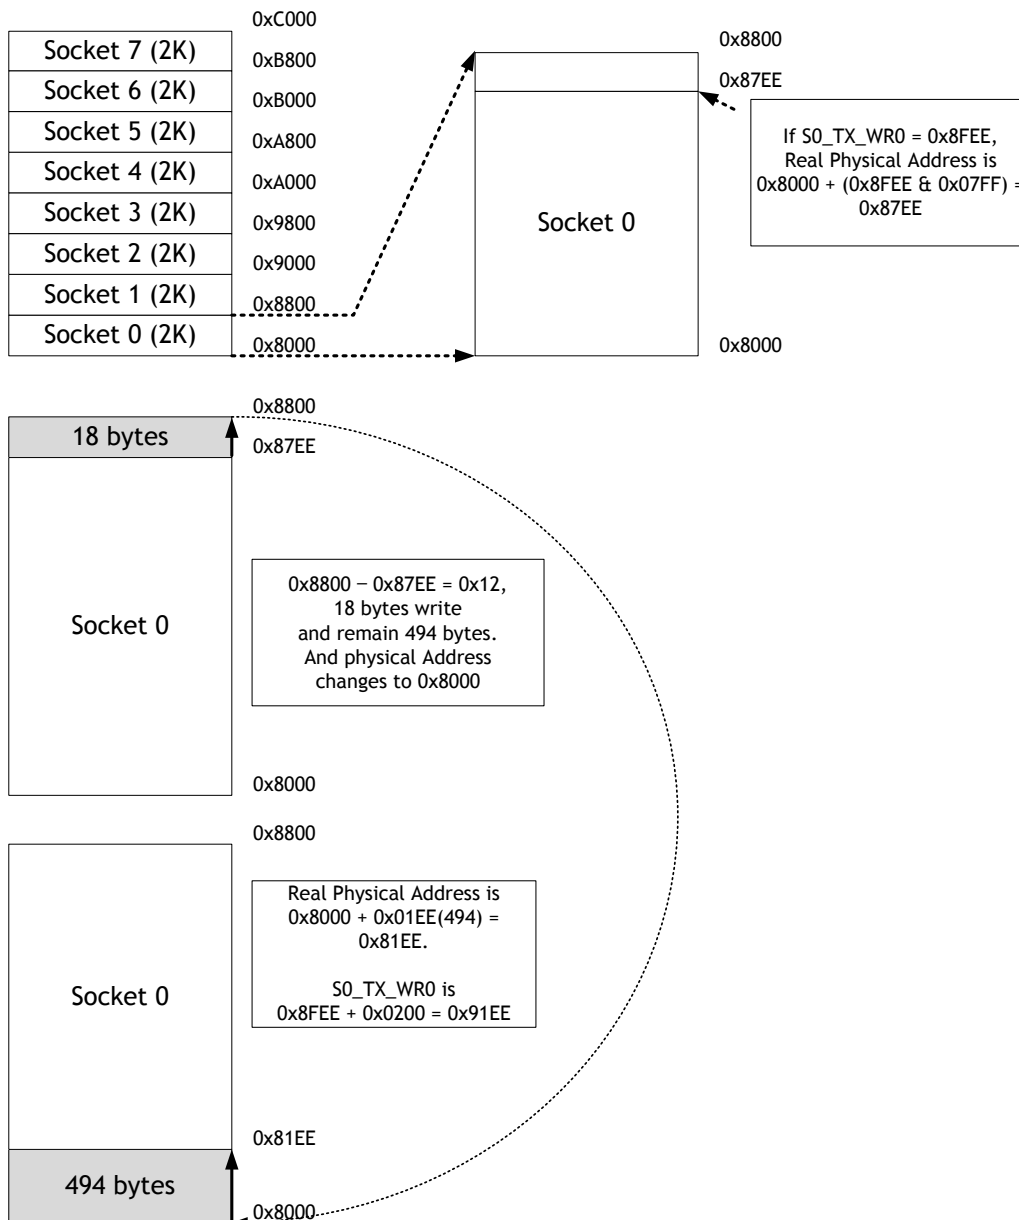 0xC000
Socket 7 (2K)
0xB800
Socket 6 (2K)
0xB000
Socket 5 (2K)
0xA800
Socket 4 (2K)
0xA000
Socket 3 (2K)
0x9800
Socket 2 (2K)
0x9000
Socket 1 (2K)
0x8800
Socket 0 (2K)
0x8000
0x8800
0x87EE
Socket 0
0x8000
If S0_TX_WR0 = 0x8FEE,
Real Physical Address is
0x8000 + (0x8FEE & 0x07FF) =
0x87EE
0x8800
18 bytes
0x87EE
Socket 0
0x8800 – 0x87EE = 0x12,
18 bytes write
and remain 494 bytes.
And physical Address
changes to 0x8000
0x8000
0x8800
Socket 0
Real Physical Address is
0x8000 + 0x01EE(494) =
0x81EE.
S0_TX_WR0 is
0x8FEE + 0x0200 = 0x91EE
0x81EE
494 bytes
0x8000